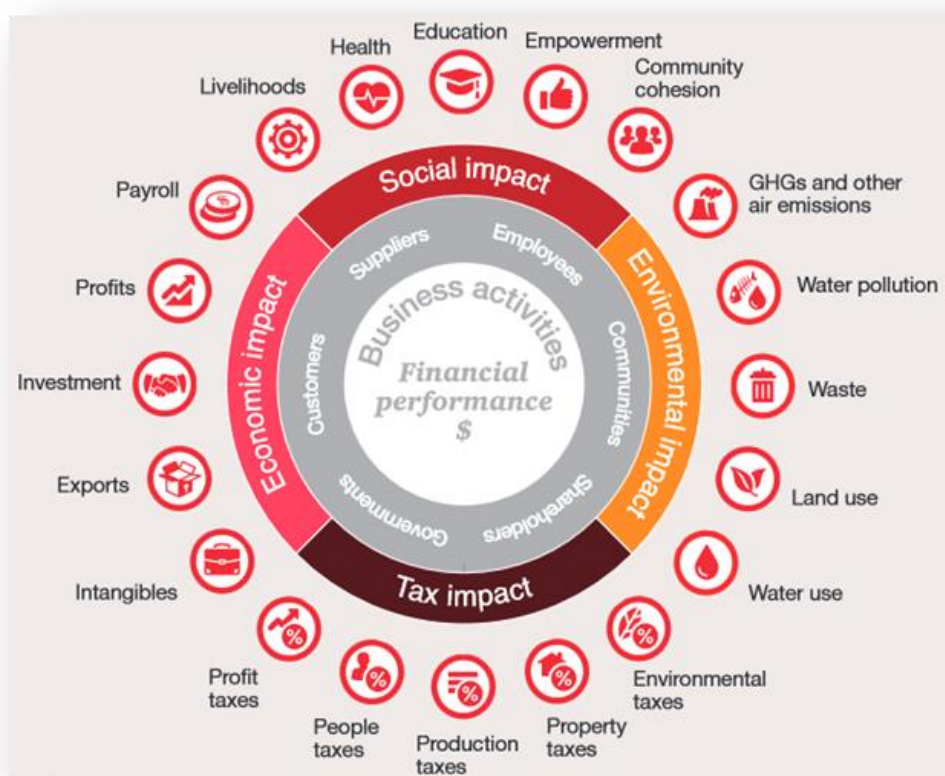 Education
Health
Empowerment
Livelihoods
Community
cohesion
Payroll
GHGs and other
air emissions
Profits
Water pollution
Investment
Waste
Exports
Land use
Intangibles
Water use
Profit
taxes
People
taxes
Production
taxes
Property
taxes
Environmental
taxes
Social impact
Environmental impact
Tax impact
Economic impact
Suppliers
Employees
Communities
Shareholders
Governments
Customers
Business activities
Financial
performance
$
%
%
%
%
%